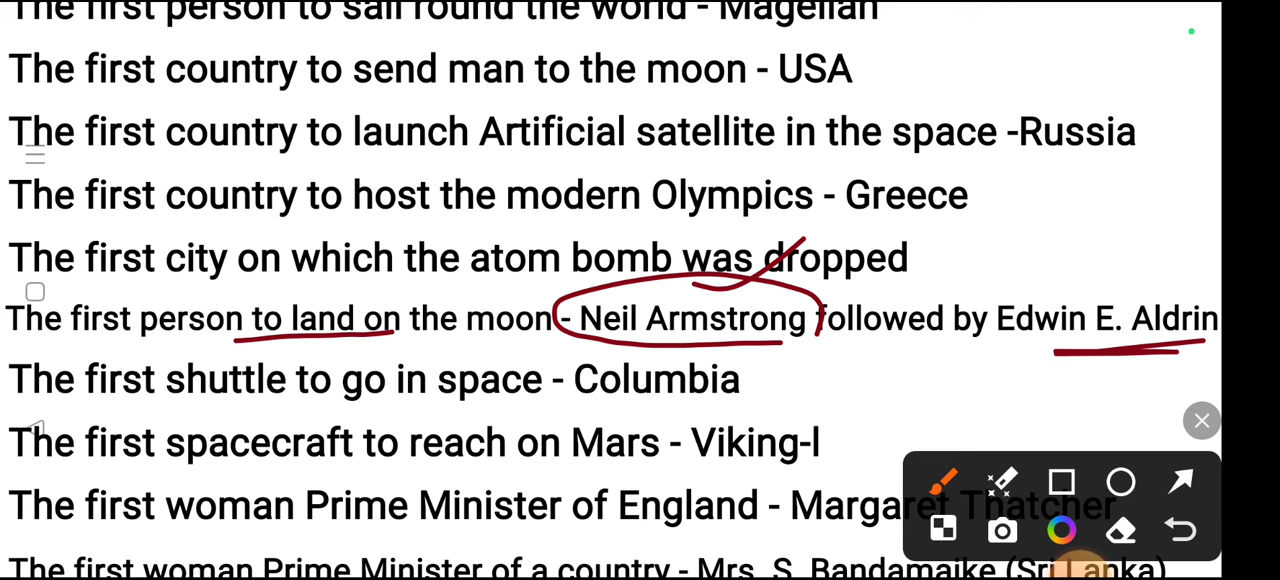 The first person to sail round the world - Magellan
The first country to send man to the moon - USA
The first country to launch Artificial satellite in the space -Russia
The first country to host the modern Olympics - Greece
The first city on which the atom bomb was dropped
The first person to land on the moon - Neil Armstrong followed by Edwin E. Aldrin
The first shuttle to go in space - Columbia
The first spacecraft to reach on Mars - Viking-l
The first woman Prime Minister of England - Margaret Thatcher
The first woman Prime Minister of a country - Mrs. S. Bandamaike (Sri Lanka)